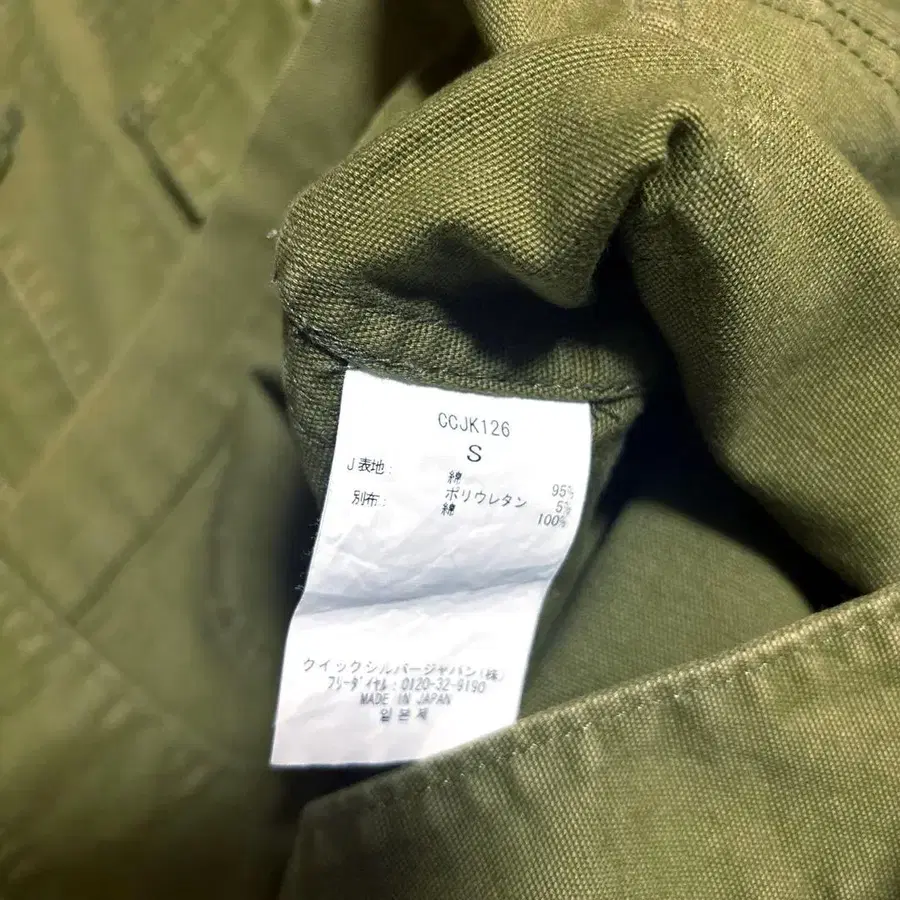 CCJK126
S
J表地: 綿 95%
ポリウレタン 5%
別布: 綿 100%
クイックシルバージャパン(株)
フリーダイヤル:0120-32-9190
MADE IN JAPAN
일본제